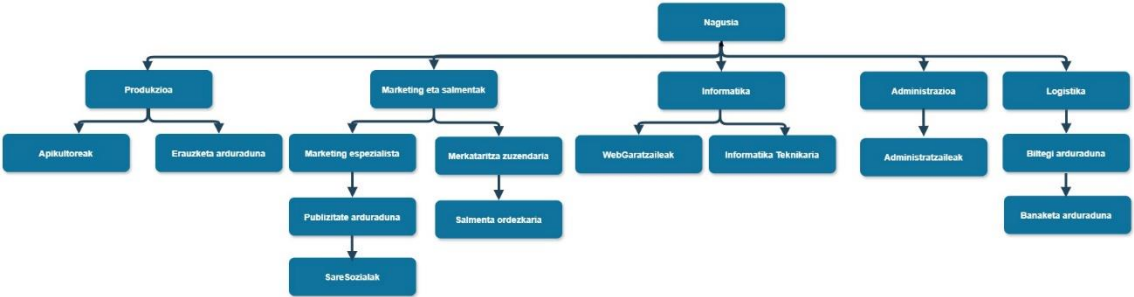 Nagusia
Produkzioa
Marketing eta salmentak
Informatika
Administrazioa
Logistika
Apikultoreak
Erauzketa arduraduna
Marketing espezialista
Merkataritza zuzendaria
WebGaratzaileak
Informatika Teknikaria
Administratzaileak
Biltegi arduraduna
Publizitate arduraduna
Salmenta ordezkaria
Banaketa arduraduna
SareSozialak